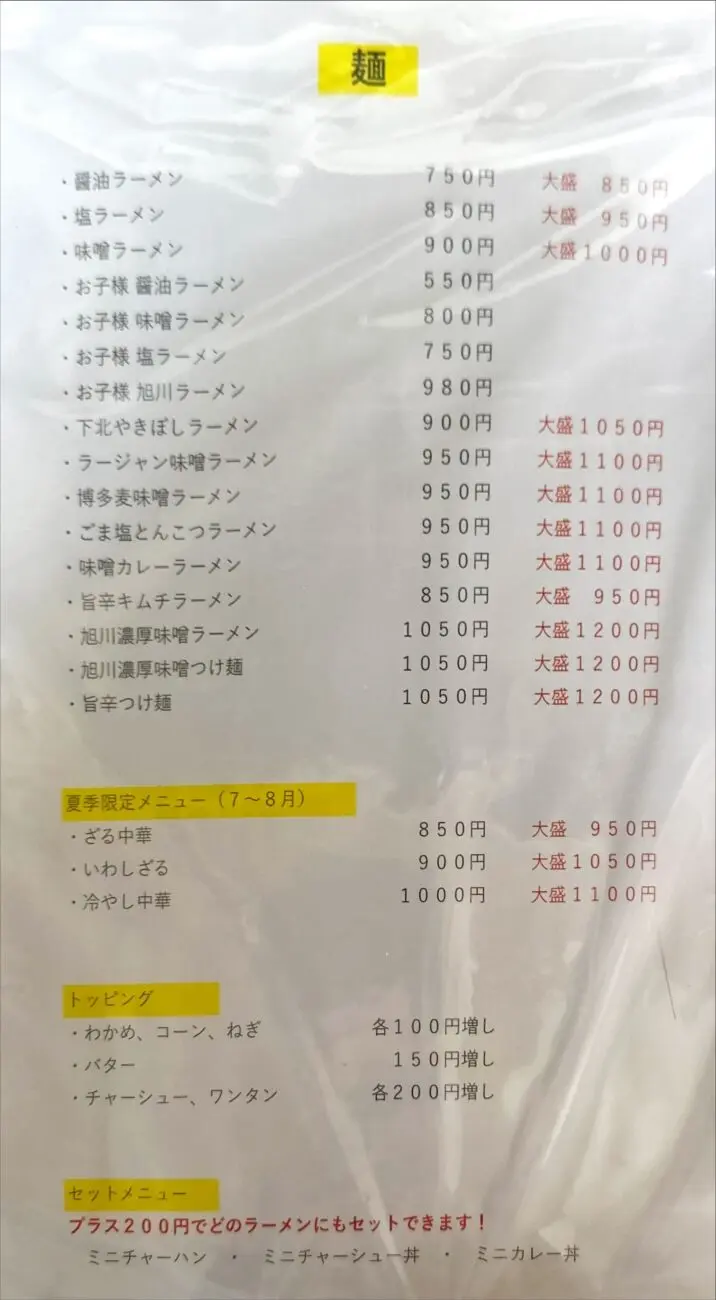 麺
・醤油ラーメン 750円 大盛 850円
・塩ラーメン 850円 大盛 950円
・味噌ラーメン 900円 大盛1000円
・お子様 醤油ラーメン 550円
・お子様 味噌ラーメン 800円
・お子様 塩ラーメン 750円
・お子様 旭川ラーメン 980円
・下北やきぼしラーメン 900円 大盛1050円
・ラージャン味噌ラーメン 950円 大盛1100円
・博多麦味噌ラーメン 950円 大盛1100円
・ごま塩とんこつラーメン 950円 大盛1100円
・味噌カレーラーメン 950円 大盛1100円
・旨辛キムチラーメン 850円 大盛 950円
・旭川濃厚味噌ラーメン 1050円 大盛1200円
・旭川濃厚味噌つけ麺 1050円 大盛1200円
・旨辛つけ麺 1050円 大盛1200円
夏季限定メニュー（7～8月）
・ざる中華 850円 大盛 950円
・いわしざる 900円 大盛1050円
・冷やし中華 1000円 大盛1100円
トッピング
・わかめ、コーン、ねぎ 各100円増し
・バター 150円増し
・チャーシュー、ワンタン 各200円増し
セットメニュー
プラス200円でどのラーメンにもセットできます！
ミニチャーハン ・ ミニチャーシュー丼 ・ ミニカレー丼